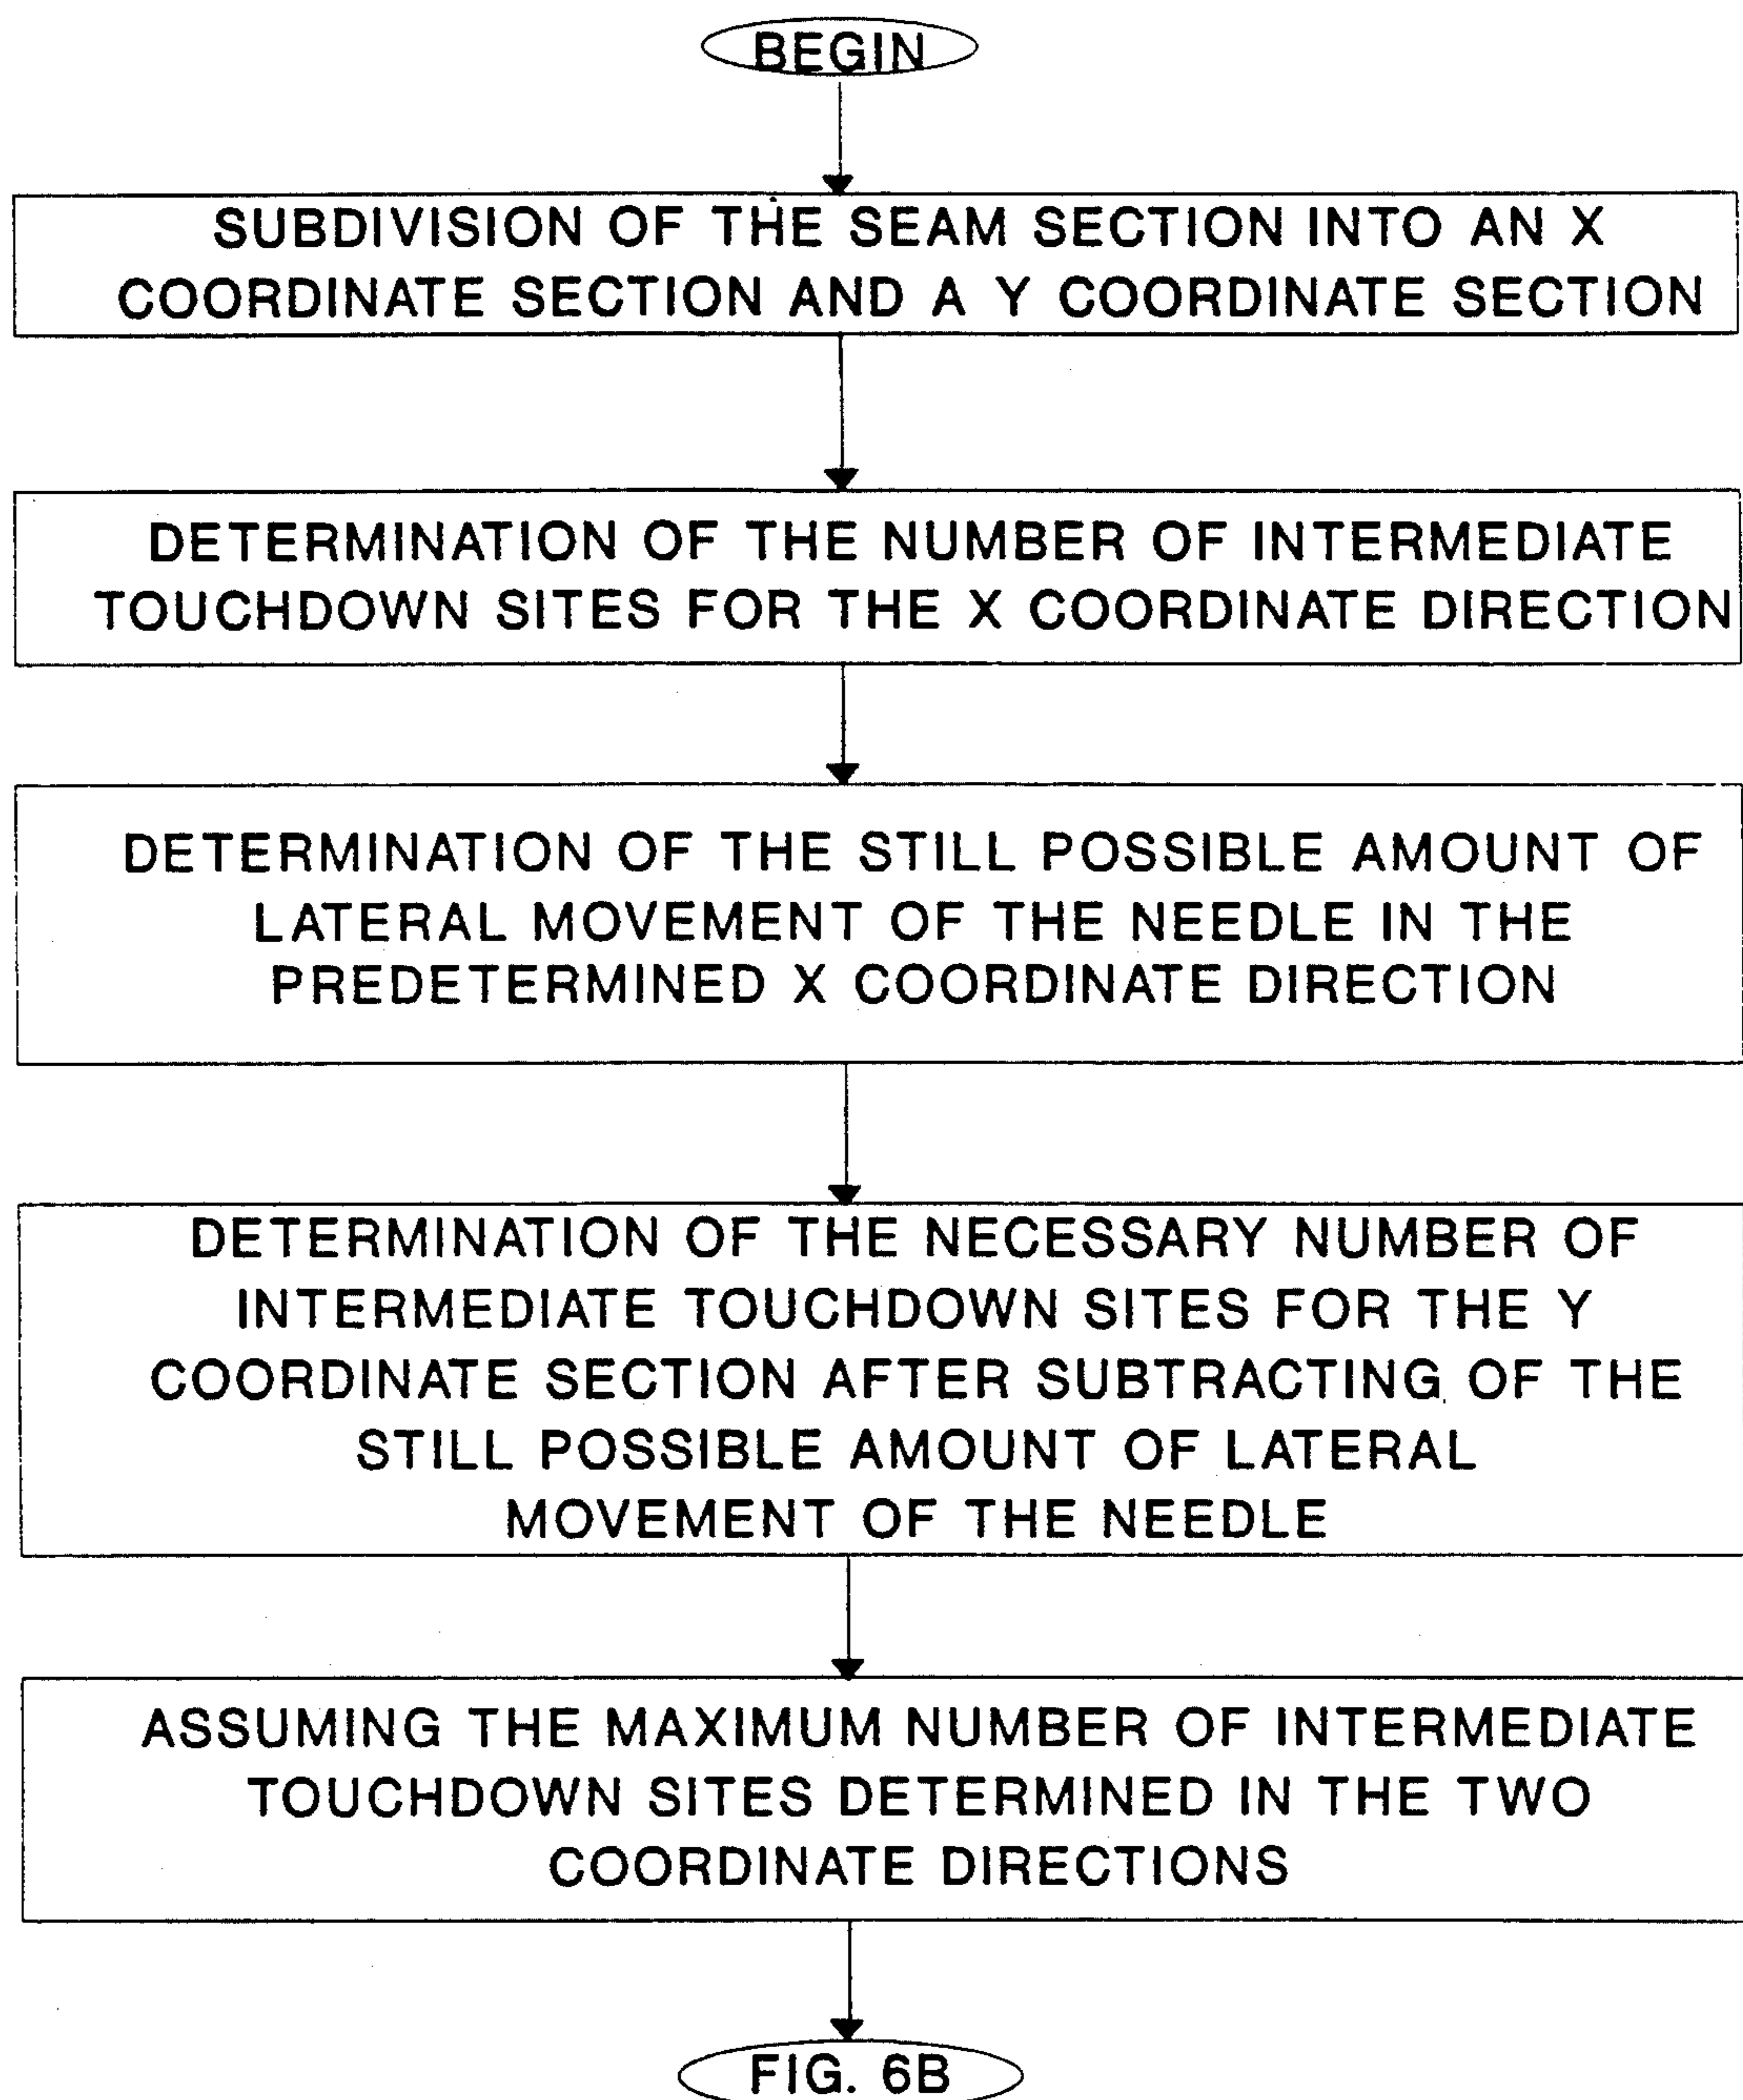 BEGIN
SUBDIVISION OF THE SEAM SECTION INTO AN X
COORDINATE SECTION AND A Y COORDINATE SECTION
DETERMINATION OF THE NUMBER OF INTERMEDIATE
TOUCHDOWN SITES FOR THE X COORDINATE DIRECTION
DETERMINATION OF THE STILL POSSIBLE AMOUNT OF
LATERAL MOVEMENT OF THE NEEDLE IN THE
PREDETERMINED X COORDINATE DIRECTION
DETERMINATION OF THE NECESSARY NUMBER OF
INTERMEDIATE TOUCHDOWN SITES FOR THE Y
COORDINATE SECTION AFTER SUBTRACTING OF THE
STILL POSSIBLE AMOUNT OF LATERAL
MOVEMENT OF THE NEEDLE
ASSUMING THE MAXIMUM NUMBER OF INTERMEDIATE
TOUCHDOWN SITES DETERMINED IN THE TWO
COORDINATE DIRECTIONS
FIG. 6B